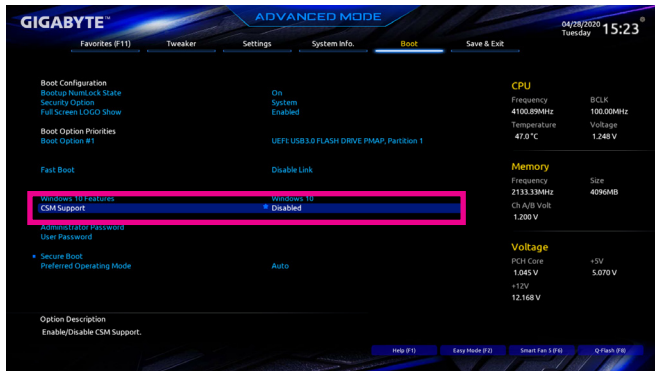 GIGABYTE™
ADVANCED MODE
04/28/2020
Tuesday
15:23
Favorites (F11) Tweaker Settings System Info. Boot Save & Exit
Boot Configuration
Bootup NumLock State On
Security Option System
Full Screen LOGO Show Enabled
Boot Option Priorities
Boot Option #1 UEFI: USB3.0 FLASH DRIVE PMAP, Partition 1
Fast Boot Disable Link
Windows 10 Features Windows 10
CSM Support * Disabled
Administrator Password
User Password
Secure Boot
Preferred Operating Mode Auto
Option Description
Enable/Disable CSM Support.
CPU
Frequency BCLK
4100.89MHz 100.00MHz
Temperature Voltage
47.0 °C 1.248 V
Memory
Frequency Size
2133.33MHz 4096MB
Ch A/B Volt
1.200 V
Voltage
PCH Core +5V
1.045 V 5.070 V
+12V
12.168 V
Help (F1) Easy Mode (F2) Smart Fan 5 (F6) Q-Flash (F8)